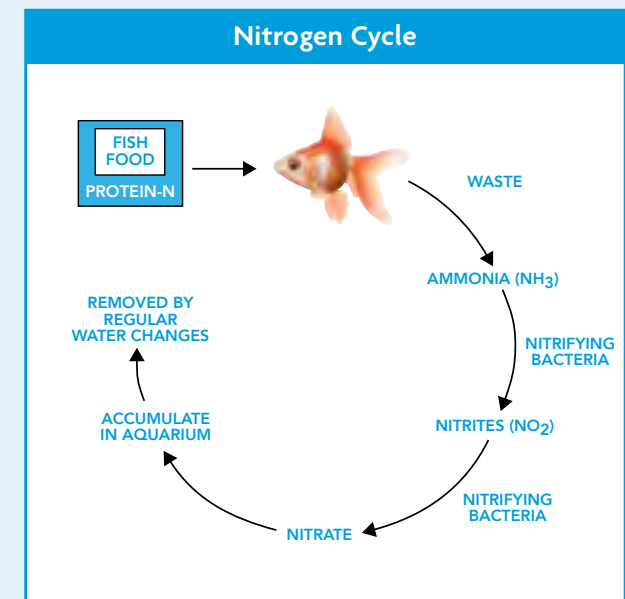 Nitrogen Cycle
FISH
FOOD
PROTEIN-N
WASTE
AMMONIA (NH3)
NITRIFYING
BACTERIA
NITRITES (NO2)
NITRIFYING
BACTERIA
NITRATE
ACCUMULATE
IN AQUARIUM
REMOVED BY
REGULAR
WATER CHANGES